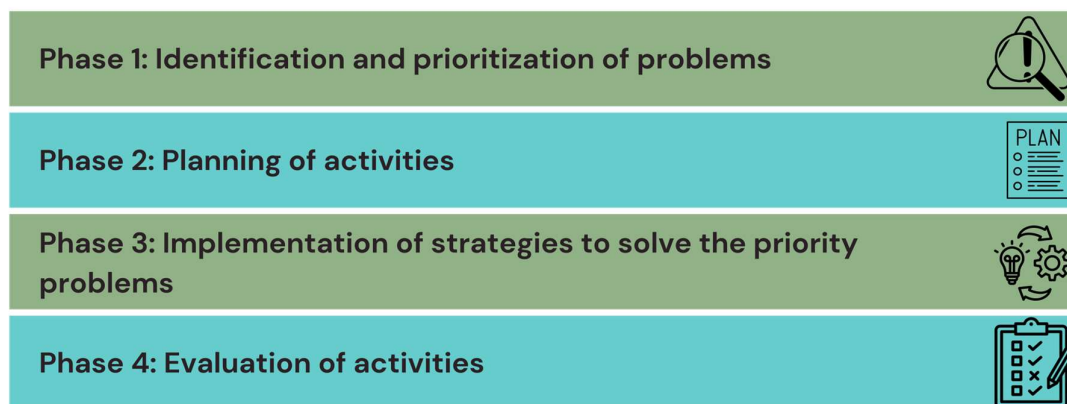 Phase 1: Identification and prioritization of problems
PLAN
Phase 2: Planning of activities
Phase 3: Implementation of strategies to solve the priority
problems
Phase 4: Evaluation of activities